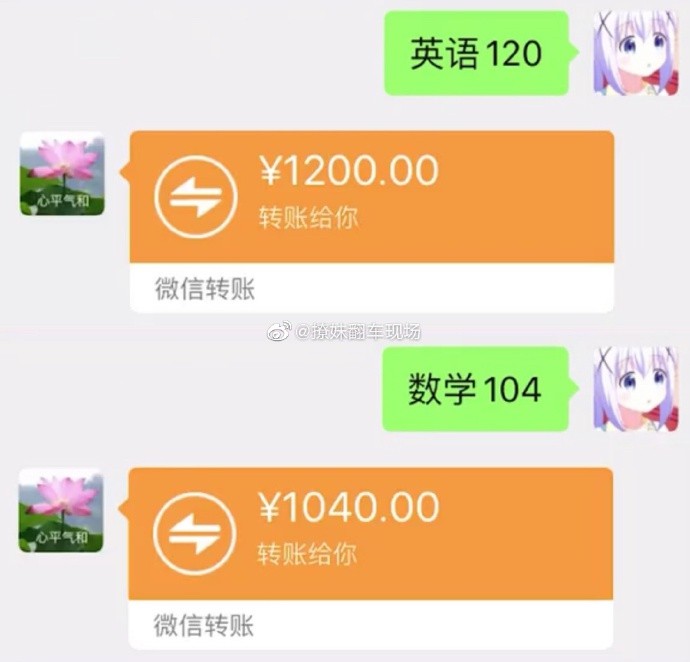 英语120
¥1200.00
心平气和
转账给你
微信转账
@撩妹翻车现场
数学104
¥1040.00
心平气和
转账给你
微信转账